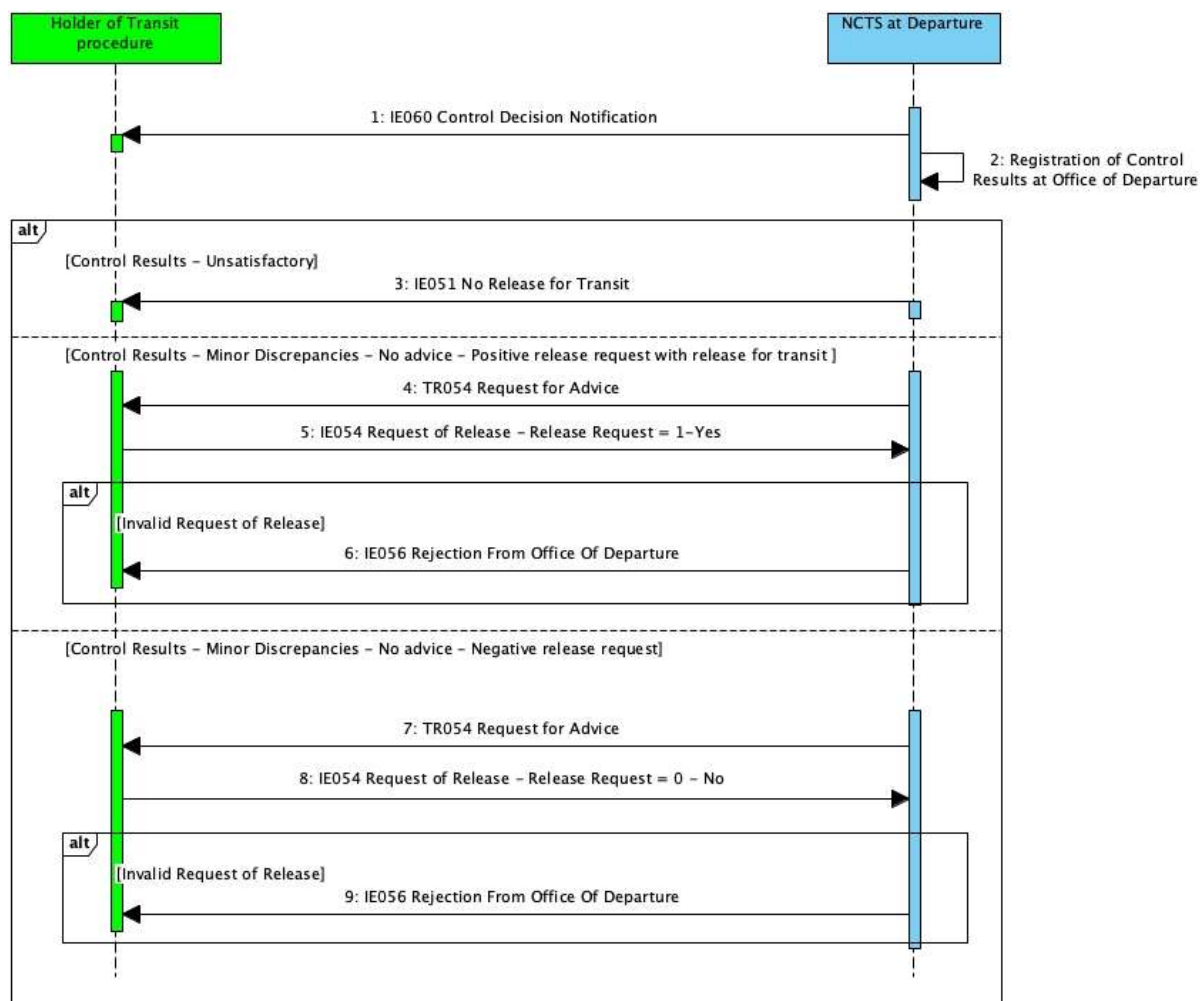 Holder of Transit
procedure
NCTS at Departure
1: IE060 Control Decision Notification
2: Registration of Control
Results at Office of Departure
alt
[Control Results – Unsatisfactory]
3: IE051 No Release for Transit
[Control Results – Minor Discrepancies – No advice – Positive release request with release for transit ]
4: TR054 Request for Advice
5: IE054 Request of Release – Release Request = 1–Yes
alt
[Invalid Request of Release]
6: IE056 Rejection From Office Of Departure
[Control Results – Minor Discrepancies – No advice – Negative release request]
7: TR054 Request for Advice
8: IE054 Request of Release – Release Request = 0 – No
alt
[Invalid Request of Release]
9: IE056 Rejection From Office Of Departure